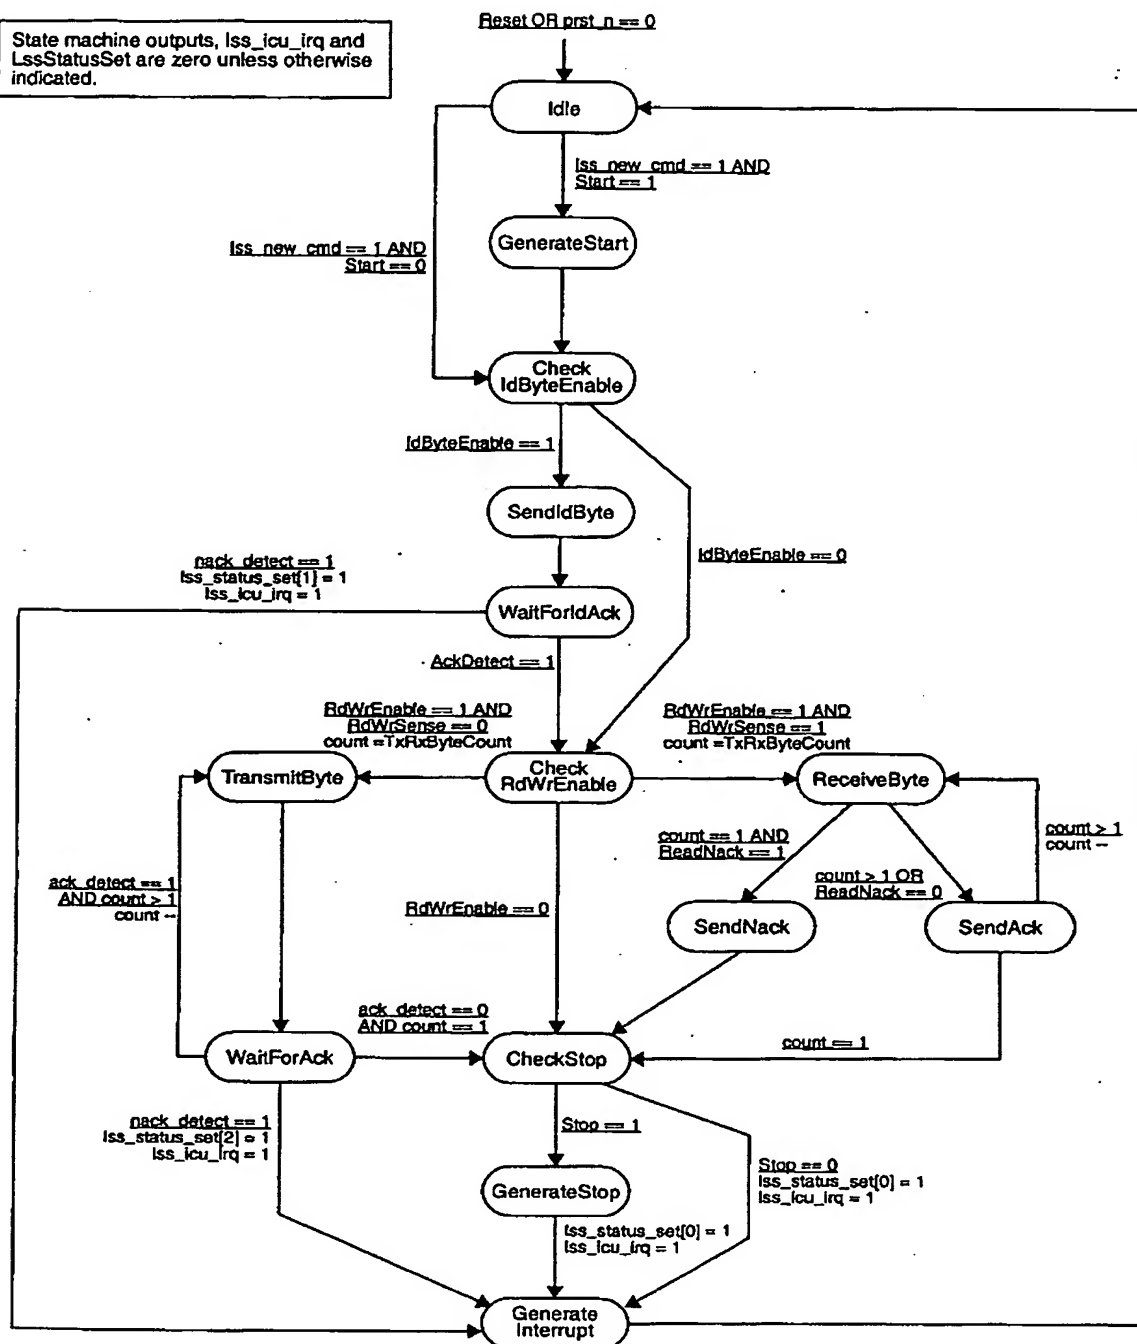 Reset OR prst_n == 0
State machine outputs, lss_icu_irq and
LssStatusSet are zero unless otherwise
indicated.
Idle
lss_new_cmd == 1 AND
Start == 1
GenerateStart
lss_new_cmd == 1 AND
Start == 0
Check
IdByteEnable
IdByteEnable == 1
SendIdByte
IdByteEnable == 0
nack_detect == 1
lss_status_set[1] = 1
lss_icu_irq = 1
WaitForIdAck
AckDetect == 1
RdWrEnable == 1 AND
RdWrSense == 0
count =TxRxByteCount
RdWrEnable == 1 AND
RdWrSense == 1
count =TxRxByteCount
TransmitByte
Check
RdWrEnable
ReceiveByte
count == 1 AND
ReadNack == 1
count > 1
count --
ack_detect == 1
AND count > 1
count --
count > 1 OR
ReadNack == 0
RdWrEnable == 0
SendNack
SendAck
ack_detect == 0
AND count == 1
WaitForAck
CheckStop
count == 1
nack_detect == 1
lss_status_set[2] = 1
lss_icu_irq = 1
Stop == 1
Stop == 0
lss_status_set[0] = 1
lss_icu_irq = 1
GenerateStop
lss_status_set[0] = 1
lss_icu_irq = 1
Generate
Interrupt